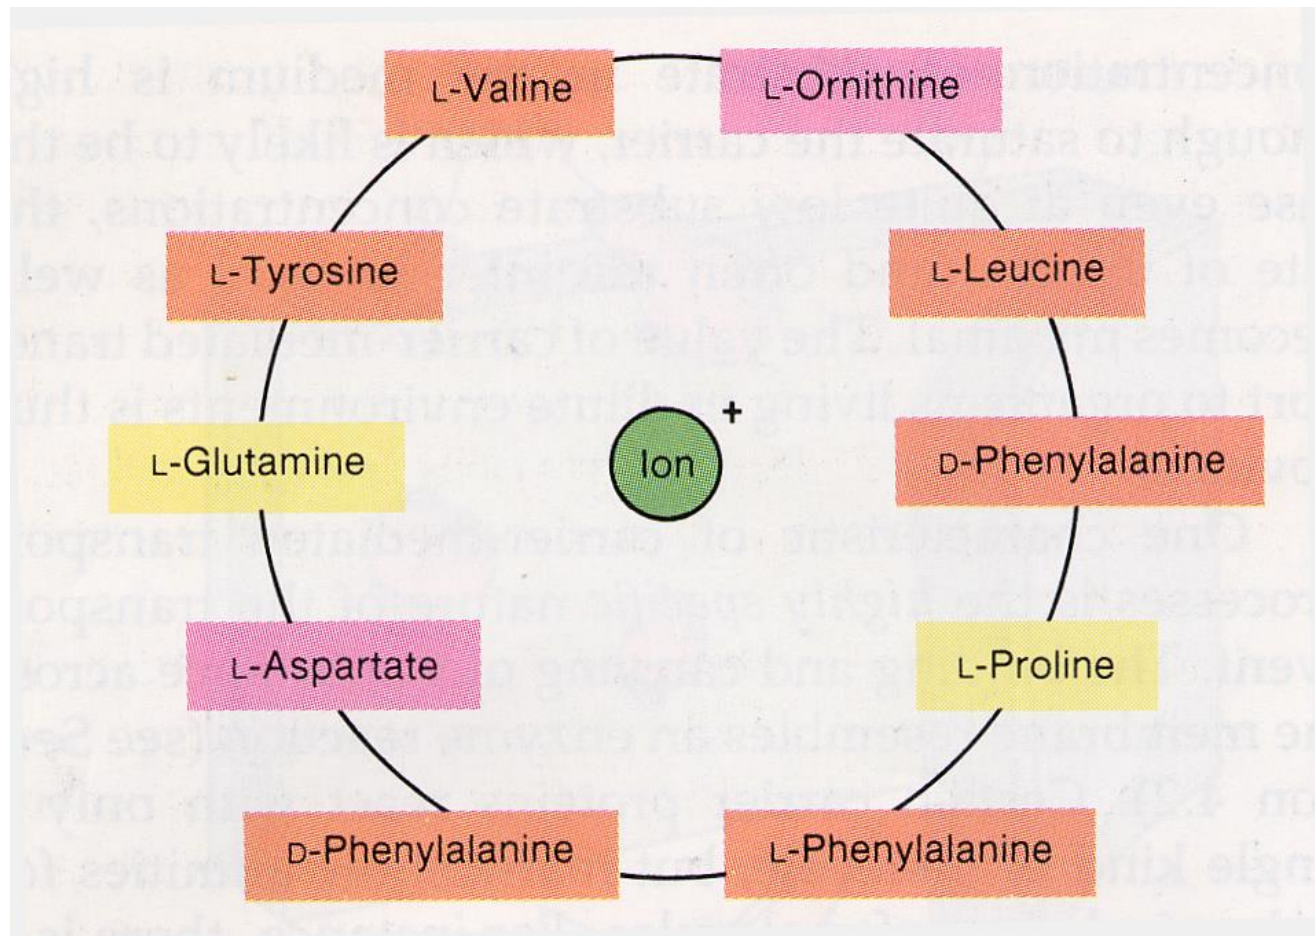 L-Valine
L-Ornithine
L-Tyrosine
L-Leucine
+
Ion
L-Glutamine
D-Phenylalanine
L-Aspartate
L-Proline
D-Phenylalanine
L-Phenylalanine